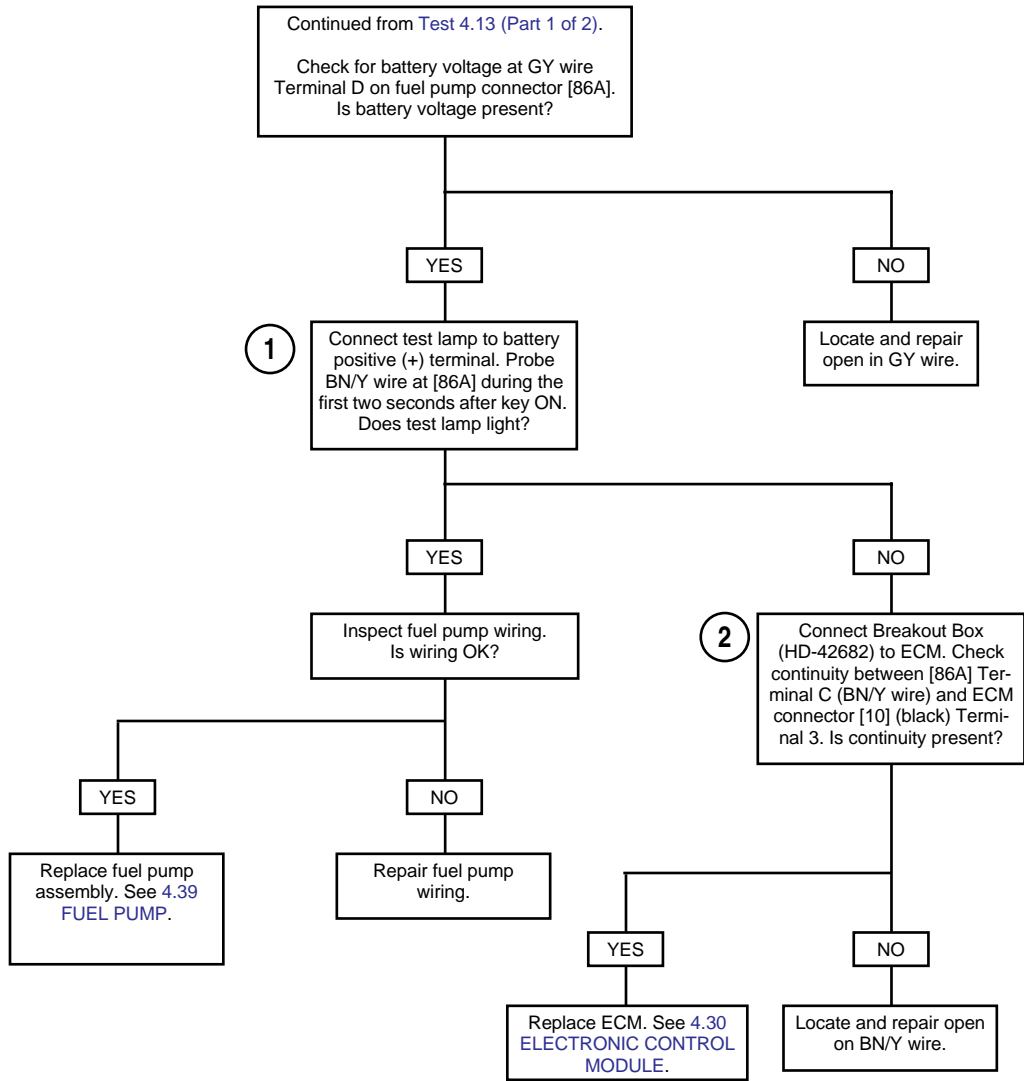 Continued from Test 4.13 (Part 1 of 2).
Check for battery voltage at GY wire
Terminal D on fuel pump connector [86A].
Is battery voltage present?
YES
NO
1
Connect test lamp to battery
positive (+) terminal. Probe
BN/Y wire at [86A] during the
first two seconds after key ON.
Does test lamp light?
Locate and repair
open in GY wire.
YES
NO
Inspect fuel pump wiring.
Is wiring OK?
2
Connect Breakout Box
(HD-42682) to ECM. Check
continuity between [86A] Ter-
minal C (BN/Y wire) and ECM
connector [10] (black) Termi-
nal 3. Is continuity present?
YES
NO
Replace fuel pump
assembly. See 4.39
FUEL PUMP.
Repair fuel pump
wiring.
YES
NO
Replace ECM. See 4.30
ELECTRONIC CONTROL
MODULE.
Locate and repair open
on BN/Y wire.